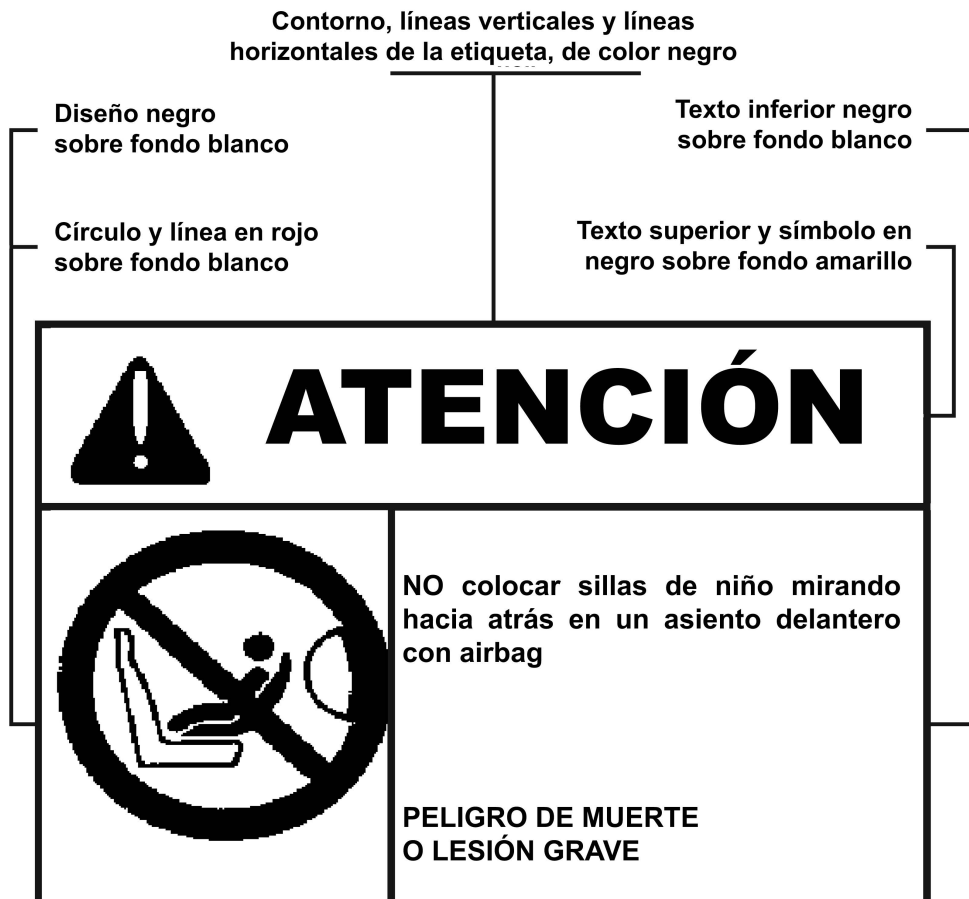 Contorno, líneas verticales y líneas
horizontales de la etiqueta, de color negro
Diseño negro
sobre fondo blanco
Texto inferior negro
sobre fondo blanco
Círculo y línea en rojo
sobre fondo blanco
Texto superior y símbolo en
negro sobre fondo amarillo
ATENCIÓN
NO colocar sillas de niño mirando
hacia atrás en un asiento delantero
con airbag
PELIGRO DE MUERTE
O LESIÓN GRAVE